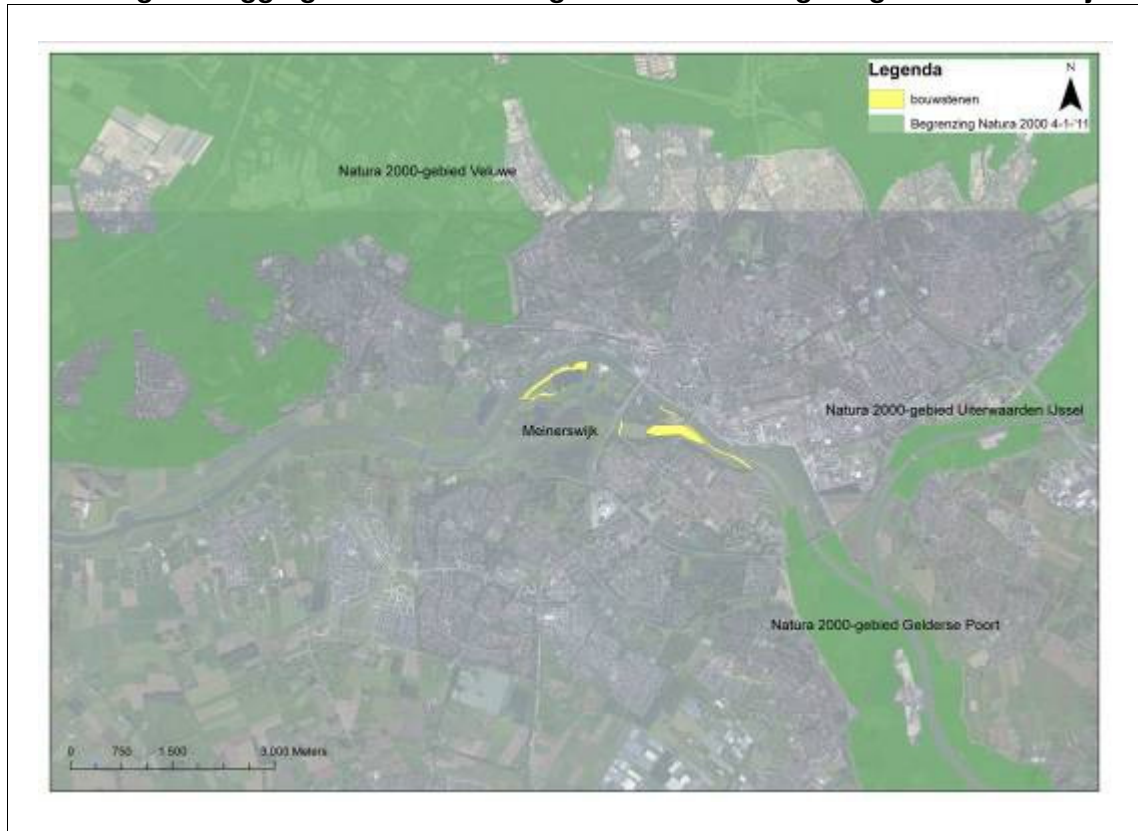 Legenda
N
bouwstenen
Begrenzing Natura 2000 4-1-'11
Natura 2000-gebied Veluwe
Natura 2000-gebied Uiterwaarden IJssel
Meinerswijk
Natura 2000-gebied Gelderse Poort
0 750 1.500 3.000 Meters